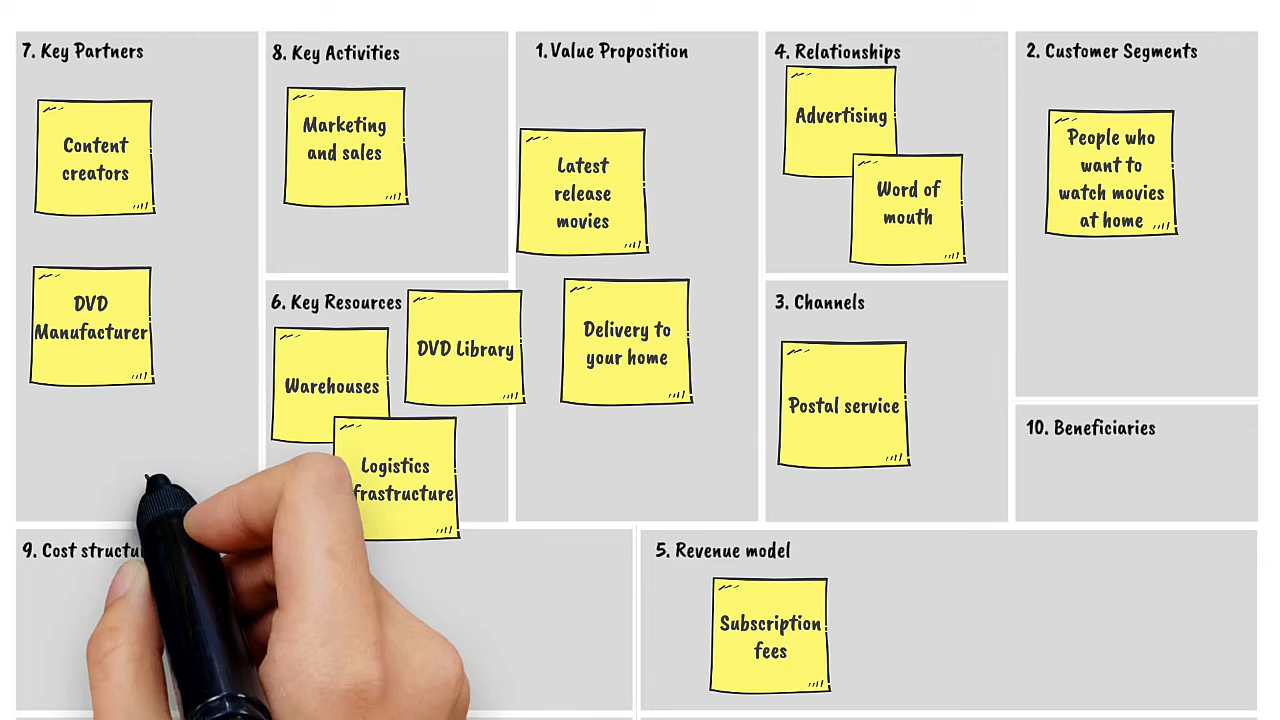 7. Key Partners
Content
creators
DVD
Manufacturer
8. Key Activities
Marketing
and sales
6. Key Resources
Warehouses
DVD Library
Logistics
1. Value Proposition
Latest
release
movies
Delivery to
your home
4. Relationships
Advertising
Word of
mouth
3. Channels
Postal service
2. Customer Segments
People who
want to
watch movies
at home
10. Beneficiaries
9. Cost
5. Revenue model
Subscription
fees